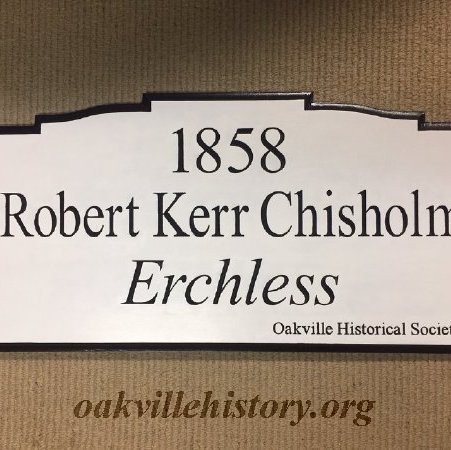 1858
Robert Kerr Chisholm
Erchless
Oakville Historical Societ
oakvillehistory.org